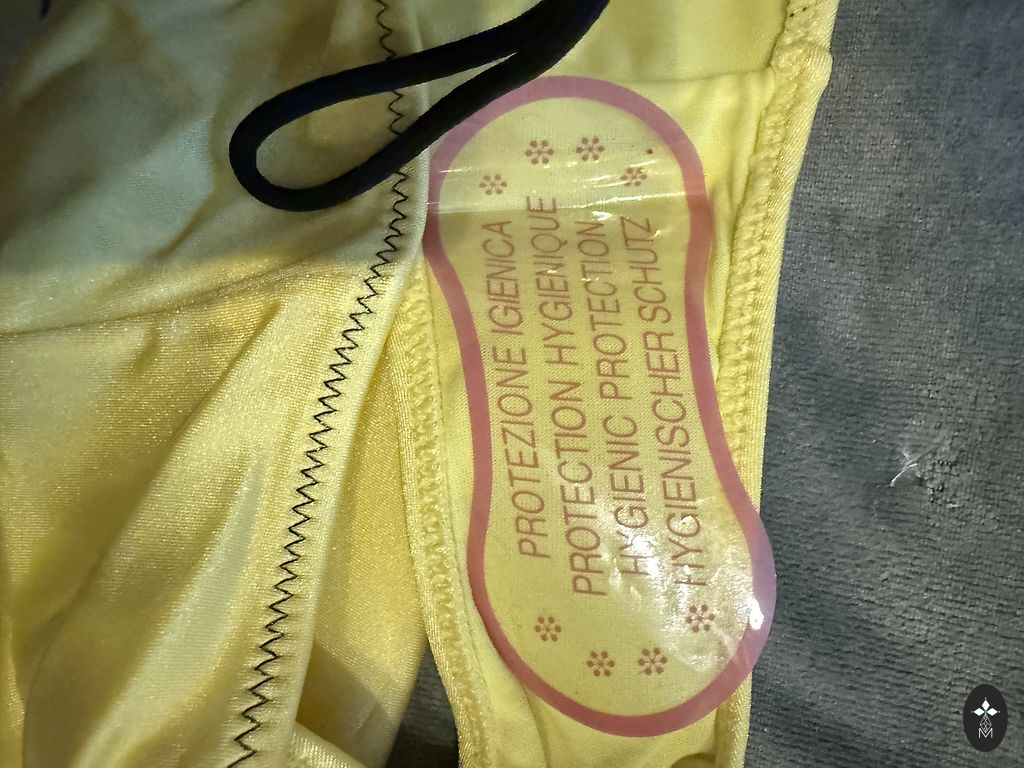 PROTEZIONE IGIENICA
PROTECTION HYGIENIQUE
HYGIENIC PROTECTION
HYGIENISCHER SCHUTZ
M